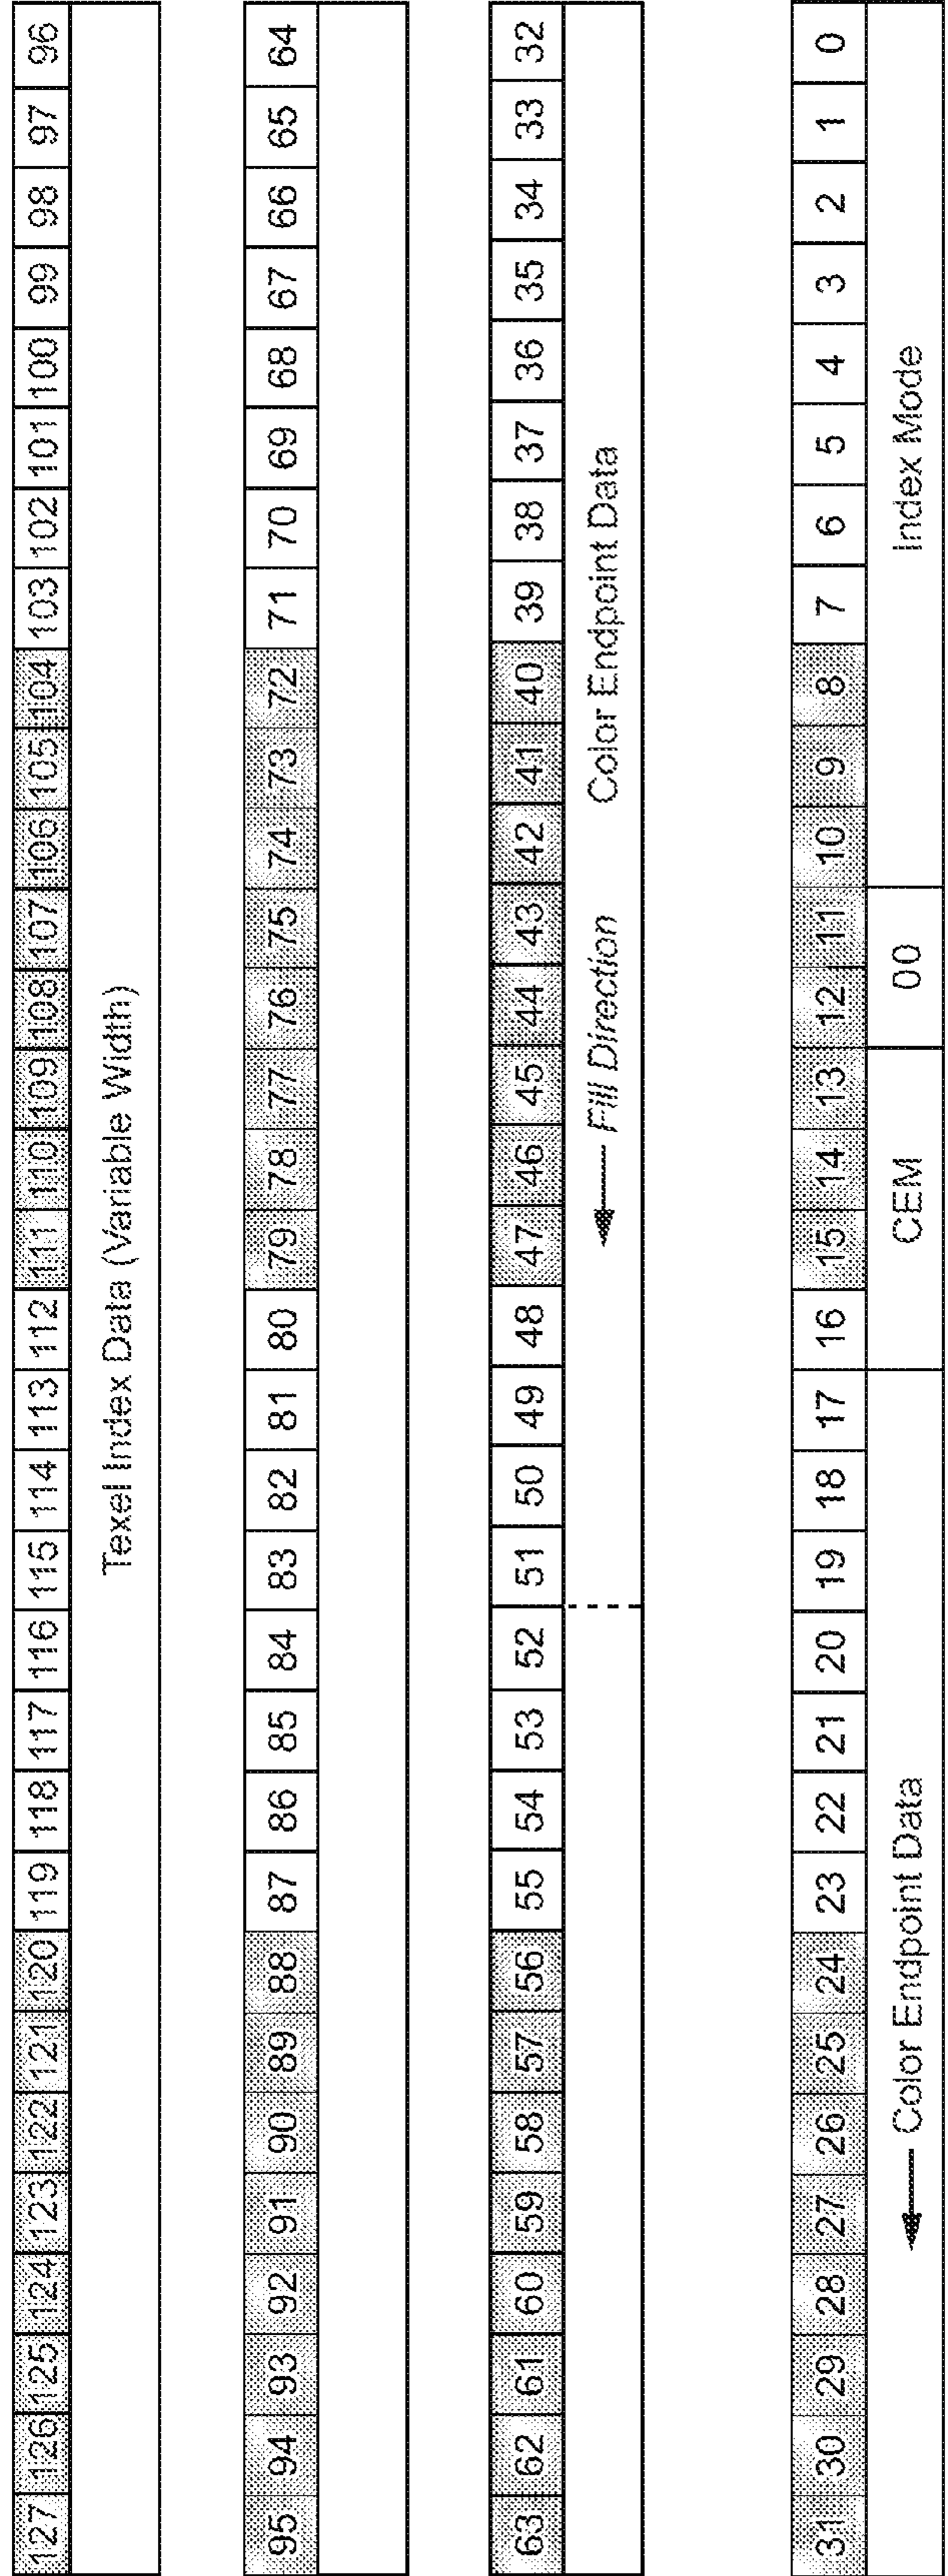 127 126 125 124 123 122 121 120 119 118 117 116 115 114 113 112 111 110 109 108 107 106 105 104 103 102 101 100 99 98 97 96
Texel Index Data (Variable Width)
95 94 93 92 91 90 89 88 87 86 85 84 83 82 81 80 79 78 77 76 75 74 73 72 71 70 69 68 67 66 65 64
63 62 61 60 59 58 57 56 55 54 53 52 51 50 49 48 47 46 45 44 43 42 41 40 39 38 37 36 35 34 33 32
Fill Direction Color Endpoint Data
31 30 29 28 27 26 25 24 23 22 21 20 19 18 17 16 15 14 13 12 11 10 9 8 7 6 5 4 3 2 1 0
Color Endpoint Data CEM 00 Index Mode